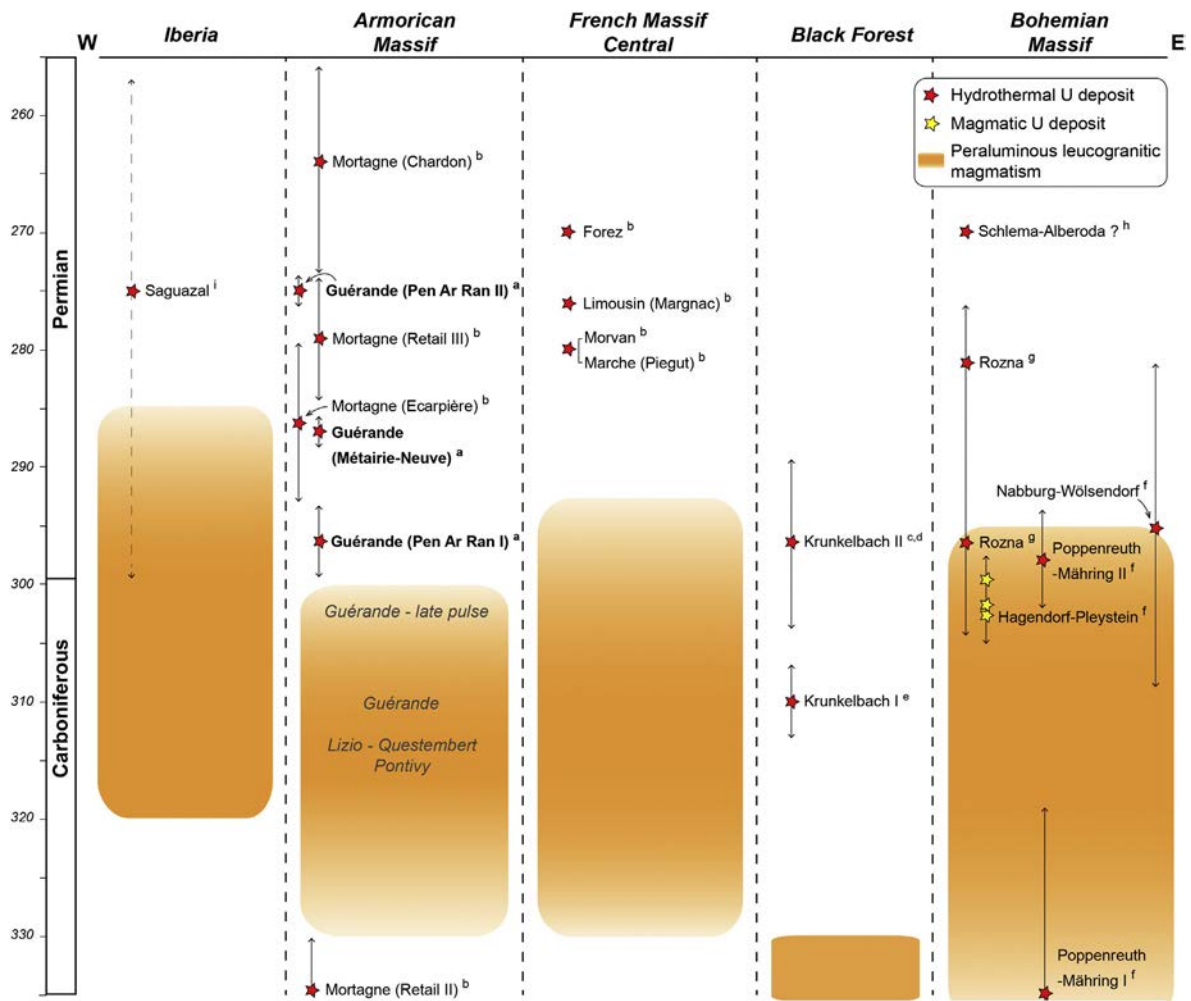 W
Iberia
Armorican
Massif
French Massif
Central
Black Forest
Bohemian
Massif
E
Permian
Carboniferous
260
270
280
290
300
310
320
330
Hydrothermal U deposit
Magmatic U deposit
Peraluminous leucogranitic
magmatism
Saguazal i
Mortagne (Chardon) b
Guérande (Pen Ar Ran II) a
Mortagne (Retail III) b
Mortagne (Ecarpière) b
Guérande
(Métairie-Neuve) a
Guérande (Pen Ar Ran I) a
Guérande - late pulse
Guérande
Lizio - Questembert
Pontivy
Mortagne (Retail II) b
Forez b
Limousin (Margnac) b
Morvan b
Marche (Piegut) b
Krunkelbach II c,d
Krunkelbach I e
Schlema-Alberoda ? h
Rozna g
Nabburg-Wölsendorf f
Rozna g
Poppenreuth
-Mähring II f
Hagendorf-Pleystein f
Poppenreuth
-Mähring I f